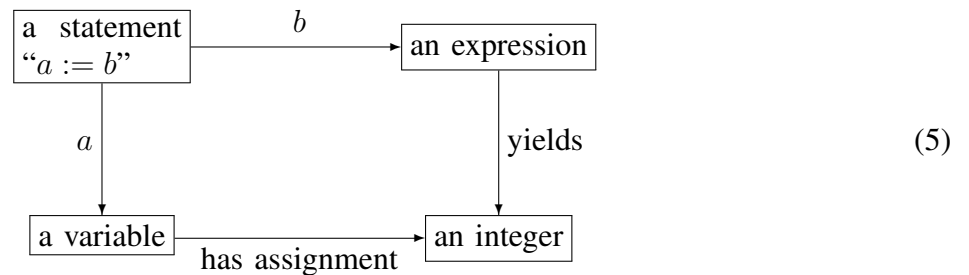 a statement
“a := b”
b
an expression
a
yields
(5)
a variable
has assignment
an integer